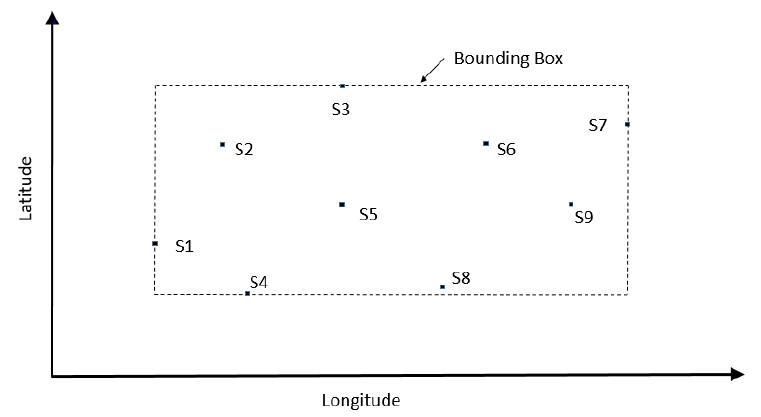 Bounding Box
S3
S7
S2
S6
Latitude
S5
S9
S1
S4
S8
Longitude